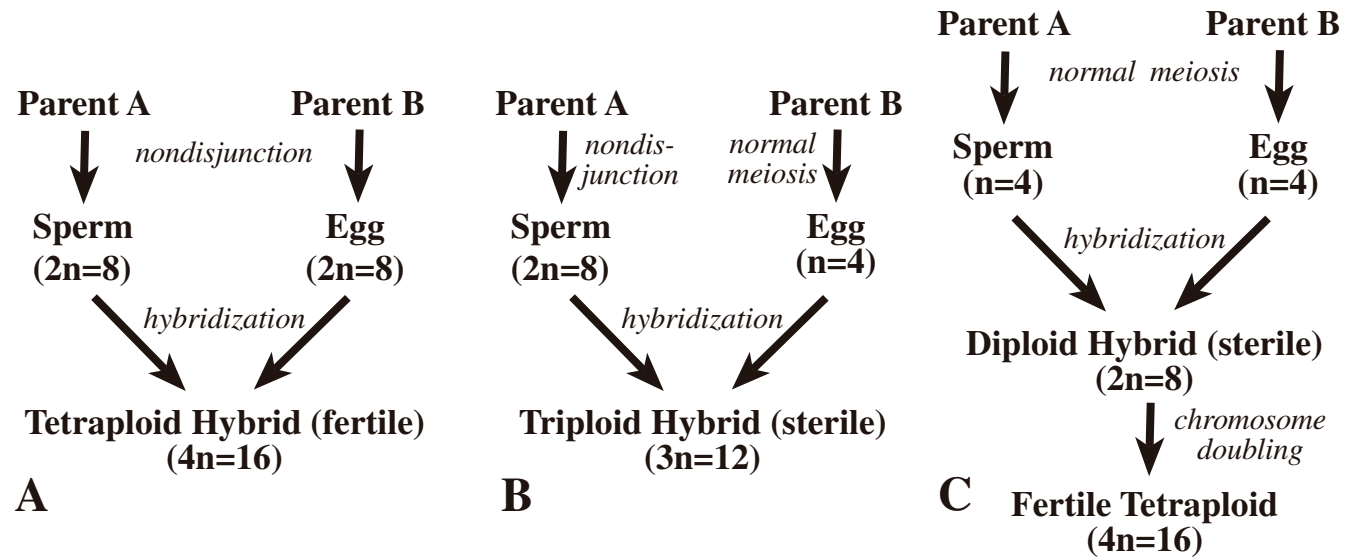 Parent A
Parent B
nondisjunction
Sperm
(2n=8)
Egg
(2n=8)
hybridization
Tetraploid Hybrid (fertile)
(4n=16)
A
Parent A
Parent B
nondis-
junction
normal
meiosis
Sperm
(2n=8)
Egg
(n=4)
hybridization
Triploid Hybrid (sterile)
(3n=12)
B
Parent A
Parent B
normal meiosis
Sperm
(n=4)
Egg
(n=4)
hybridization
Diploid Hybrid (sterile)
(2n=8)
chromosome
doubling
Fertile Tetraploid
(4n=16)
C